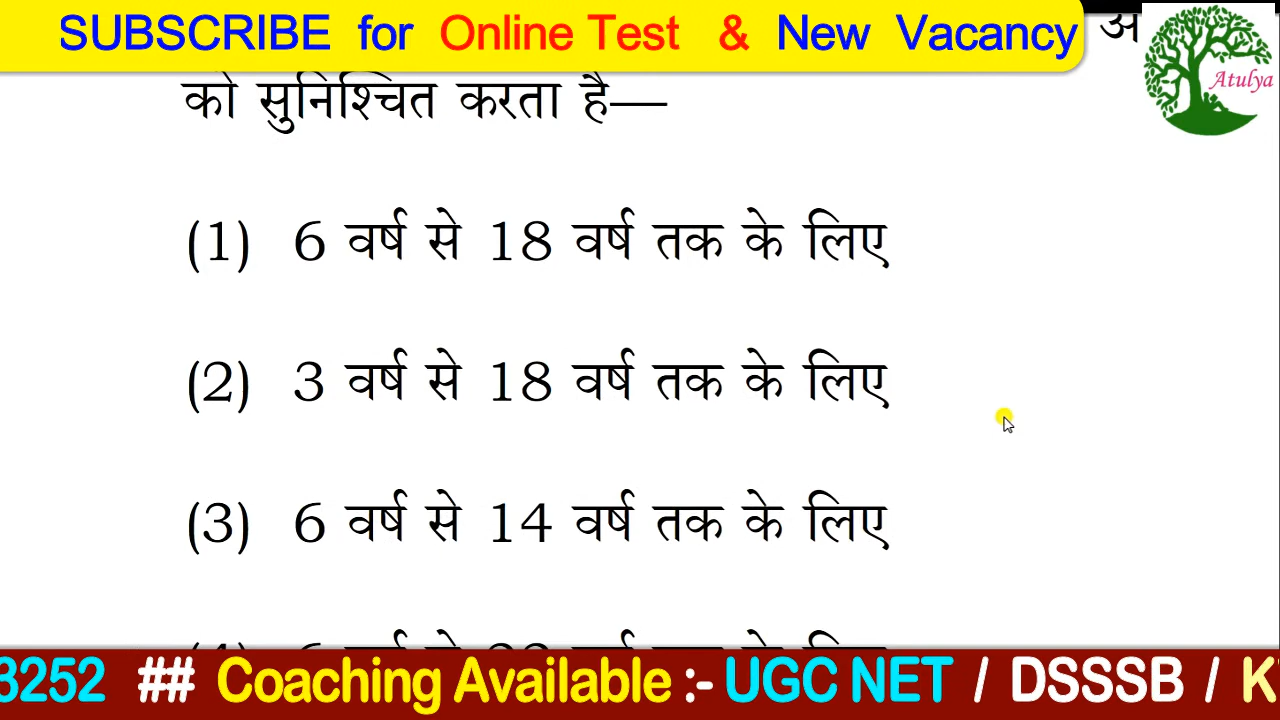 SUBSCRIBE for Online Test & New Vacancy
अ
Atulya
को सुनिश्चित करता है—
(1) 6 वर्ष से 18 वर्ष तक के लिए
(2) 3 वर्ष से 18 वर्ष तक के लिए
(3) 6 वर्ष से 14 वर्ष तक के लिए
3252 ## Coaching Available :- UGC NET / DSSSB / K